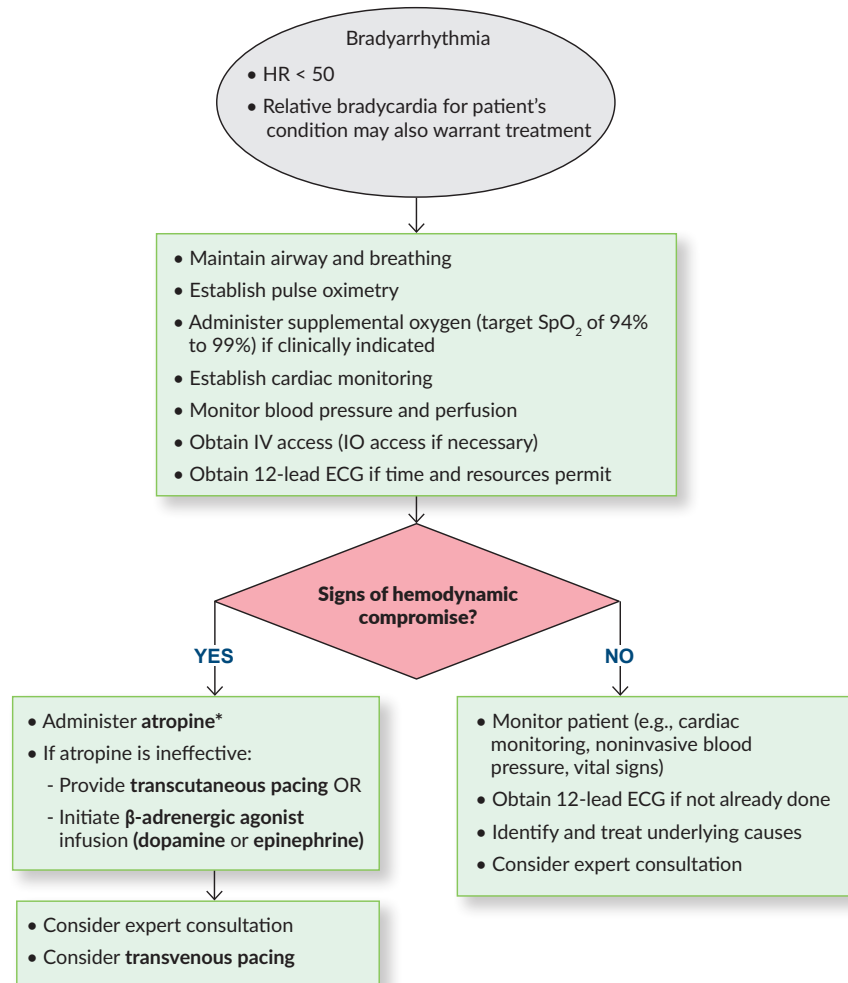 Bradyarrhythmia
• HR < 50
• Relative bradycardia for patient’s
condition may also warrant treatment
• Maintain airway and breathing
• Establish pulse oximetry
• Administer supplemental oxygen (target SpO₂ of 94%
to 99%) if clinically indicated
• Establish cardiac monitoring
• Monitor blood pressure and perfusion
• Obtain IV access (IO access if necessary)
• Obtain 12-lead ECG if time and resources permit
Signs of hemodynamic
compromise?
YES
• Administer atropine*
• If atropine is ineffective:
- Provide transcutaneous pacing OR
- Initiate β-adrenergic agonist
infusion (dopamine or epinephrine)
• Consider expert consultation
• Consider transvenous pacing
NO
• Monitor patient (e.g., cardiac
monitoring, noninvasive blood
pressure, vital signs)
• Obtain 12-lead ECG if not already done
• Identify and treat underlying causes
• Consider expert consultation